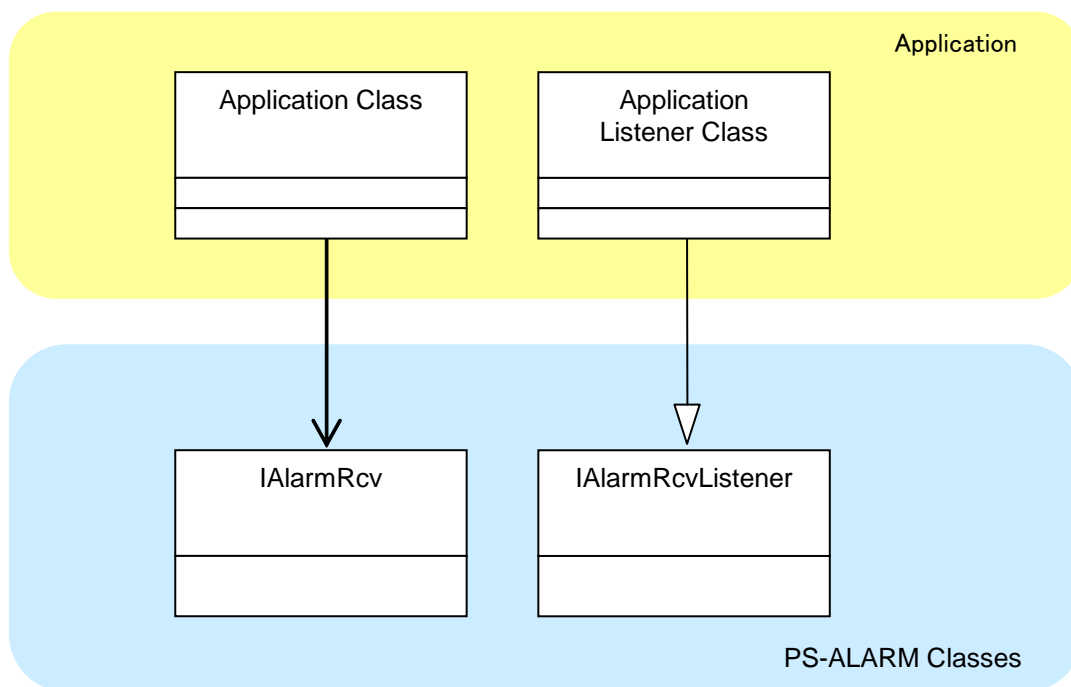 Application
Application Class
Application
Listener Class
IAlarmRcv
IAlarmRcvListener
PS-ALARM Classes